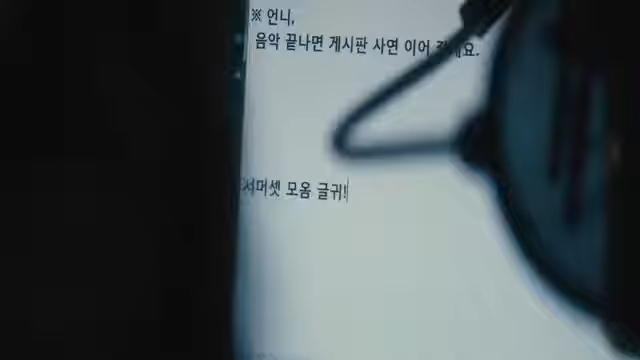 ※ 언니,
음악 끝나면 게시판 사연 이어
서머셋 모옴 글귀!